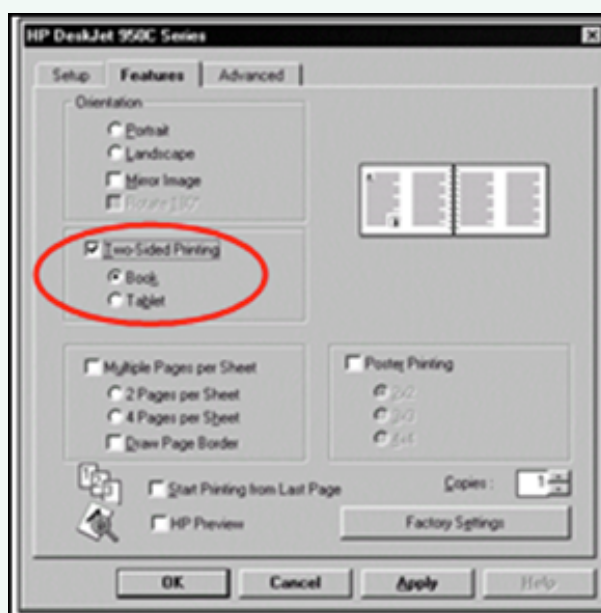 HP DeskJet 950C Series
Setup Features Advanced
Orientation
Portrait
Landscape
Mirror Image
Rotate 180°
Two-Sided Printing
Book
Tablet
Multiple Pages per Sheet
2 Pages per Sheet
4 Pages per Sheet
Draw Page Border
Poster Printing
2x2
3x3
4x4
Start Printing from Last Page
HP Preview
Copies : 1
Factory Settings
OK Cancel Apply Help